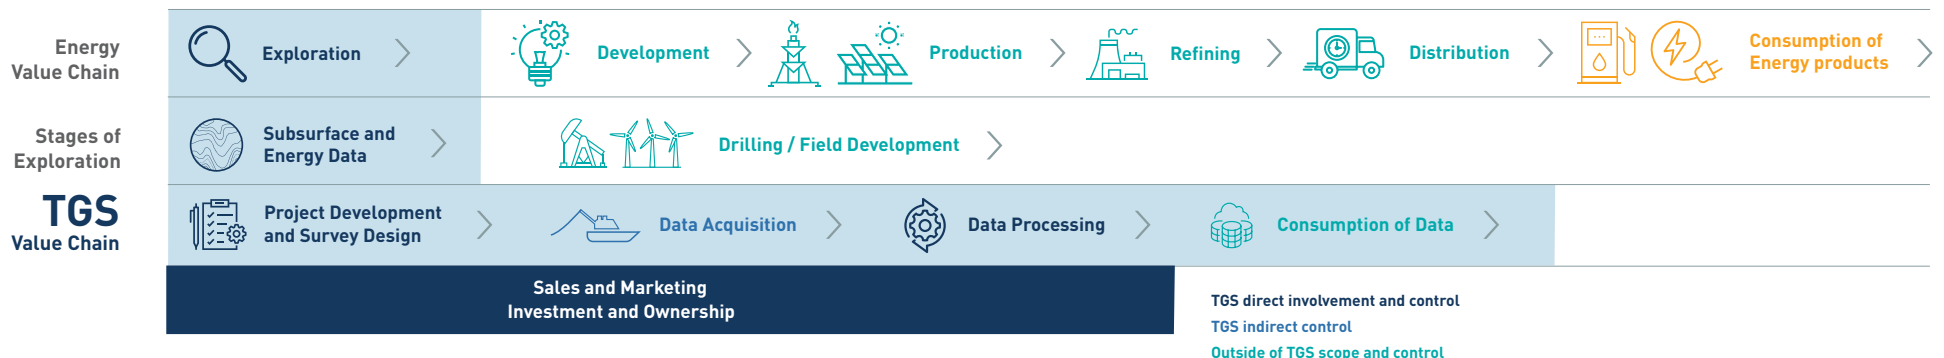 Energy
Value Chain
Exploration
Development
Production
Refining
Distribution
Consumption of
Energy products
Stages of
Exploration
Subsurface and
Energy Data
Drilling / Field Development
TGS
Value Chain
Project Development
and Survey Design
Data Acquisition
Data Processing
Consumption of Data
Sales and Marketing
Investment and Ownership
TGS direct involvement and control
TGS indirect control
Outside of TGS scope and control